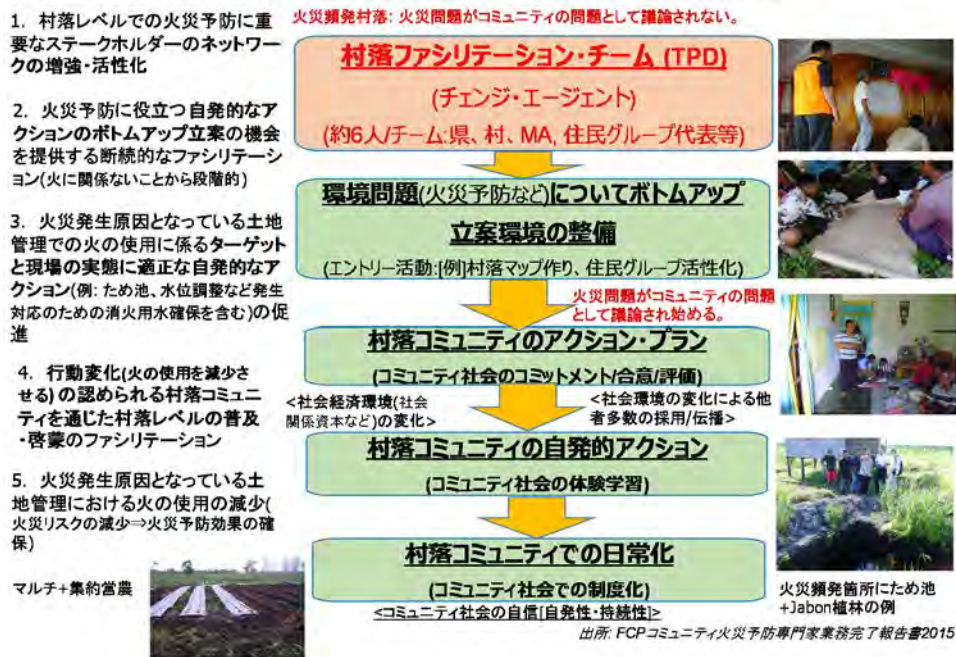 1. 村落レベルでの火災予防に重
要なステークホルダーのネットワー
クの増強・活性化
2. 火災予防に役立つ自発的なア
クションのボトムアップ立案の機会
を提供する断続的なファシリテーシ
ョン(火に関係ないことから段階的)
3. 火災発生原因となっている土地
管理での火の使用に係るターゲット
と現場の実態に適正な自発的なア
クション(例: ため池、水位調整など発生
対応のための消火用水確保を含む)の促
進
4. 行動変化(火の使用を減少さ
せる) の認められる村落コミュニ
ティを通じた村落レベルの普及
・啓蒙のファシリテーション
5. 火災発生原因となっている土
地管理における火の使用の減少(
火災リスクの減少⇒火災予防効果の確
保)
マルチ+集約営農
火災頻発村落: 火災問題がコミュニティの問題として議論されない。
村落ファシリテーション・チーム (TPD)
(チェンジ・エージェント)
(約6人/チーム:県、村、MA, 住民グループ代表等)
環境問題(火災予防など)についてボトムアップ
立案環境の整備
(エントリー活動:[例]村落マップ作り、住民グループ活性化)
火災問題がコミュニティの問題
として議論され始める。
村落コミュニティのアクション・プラン
(コミュニティ社会のコミットメント/合意/評価)
<社会経済環境(社会
関係資本など)の変化>
<社会環境の変化による他
者多数の採用/伝播>
村落コミュニティの自発的アクション
(コミュニティ社会の体験学習)
村落コミュニティでの日常化
(コミュニティ社会での制度化)
<コミュニティ社会の自信[自発性・持続性]>
火災頻発箇所にため池
+Jabon植林の例
出所: FCPコミュニティ火災予防専門家業務完了報告書2015